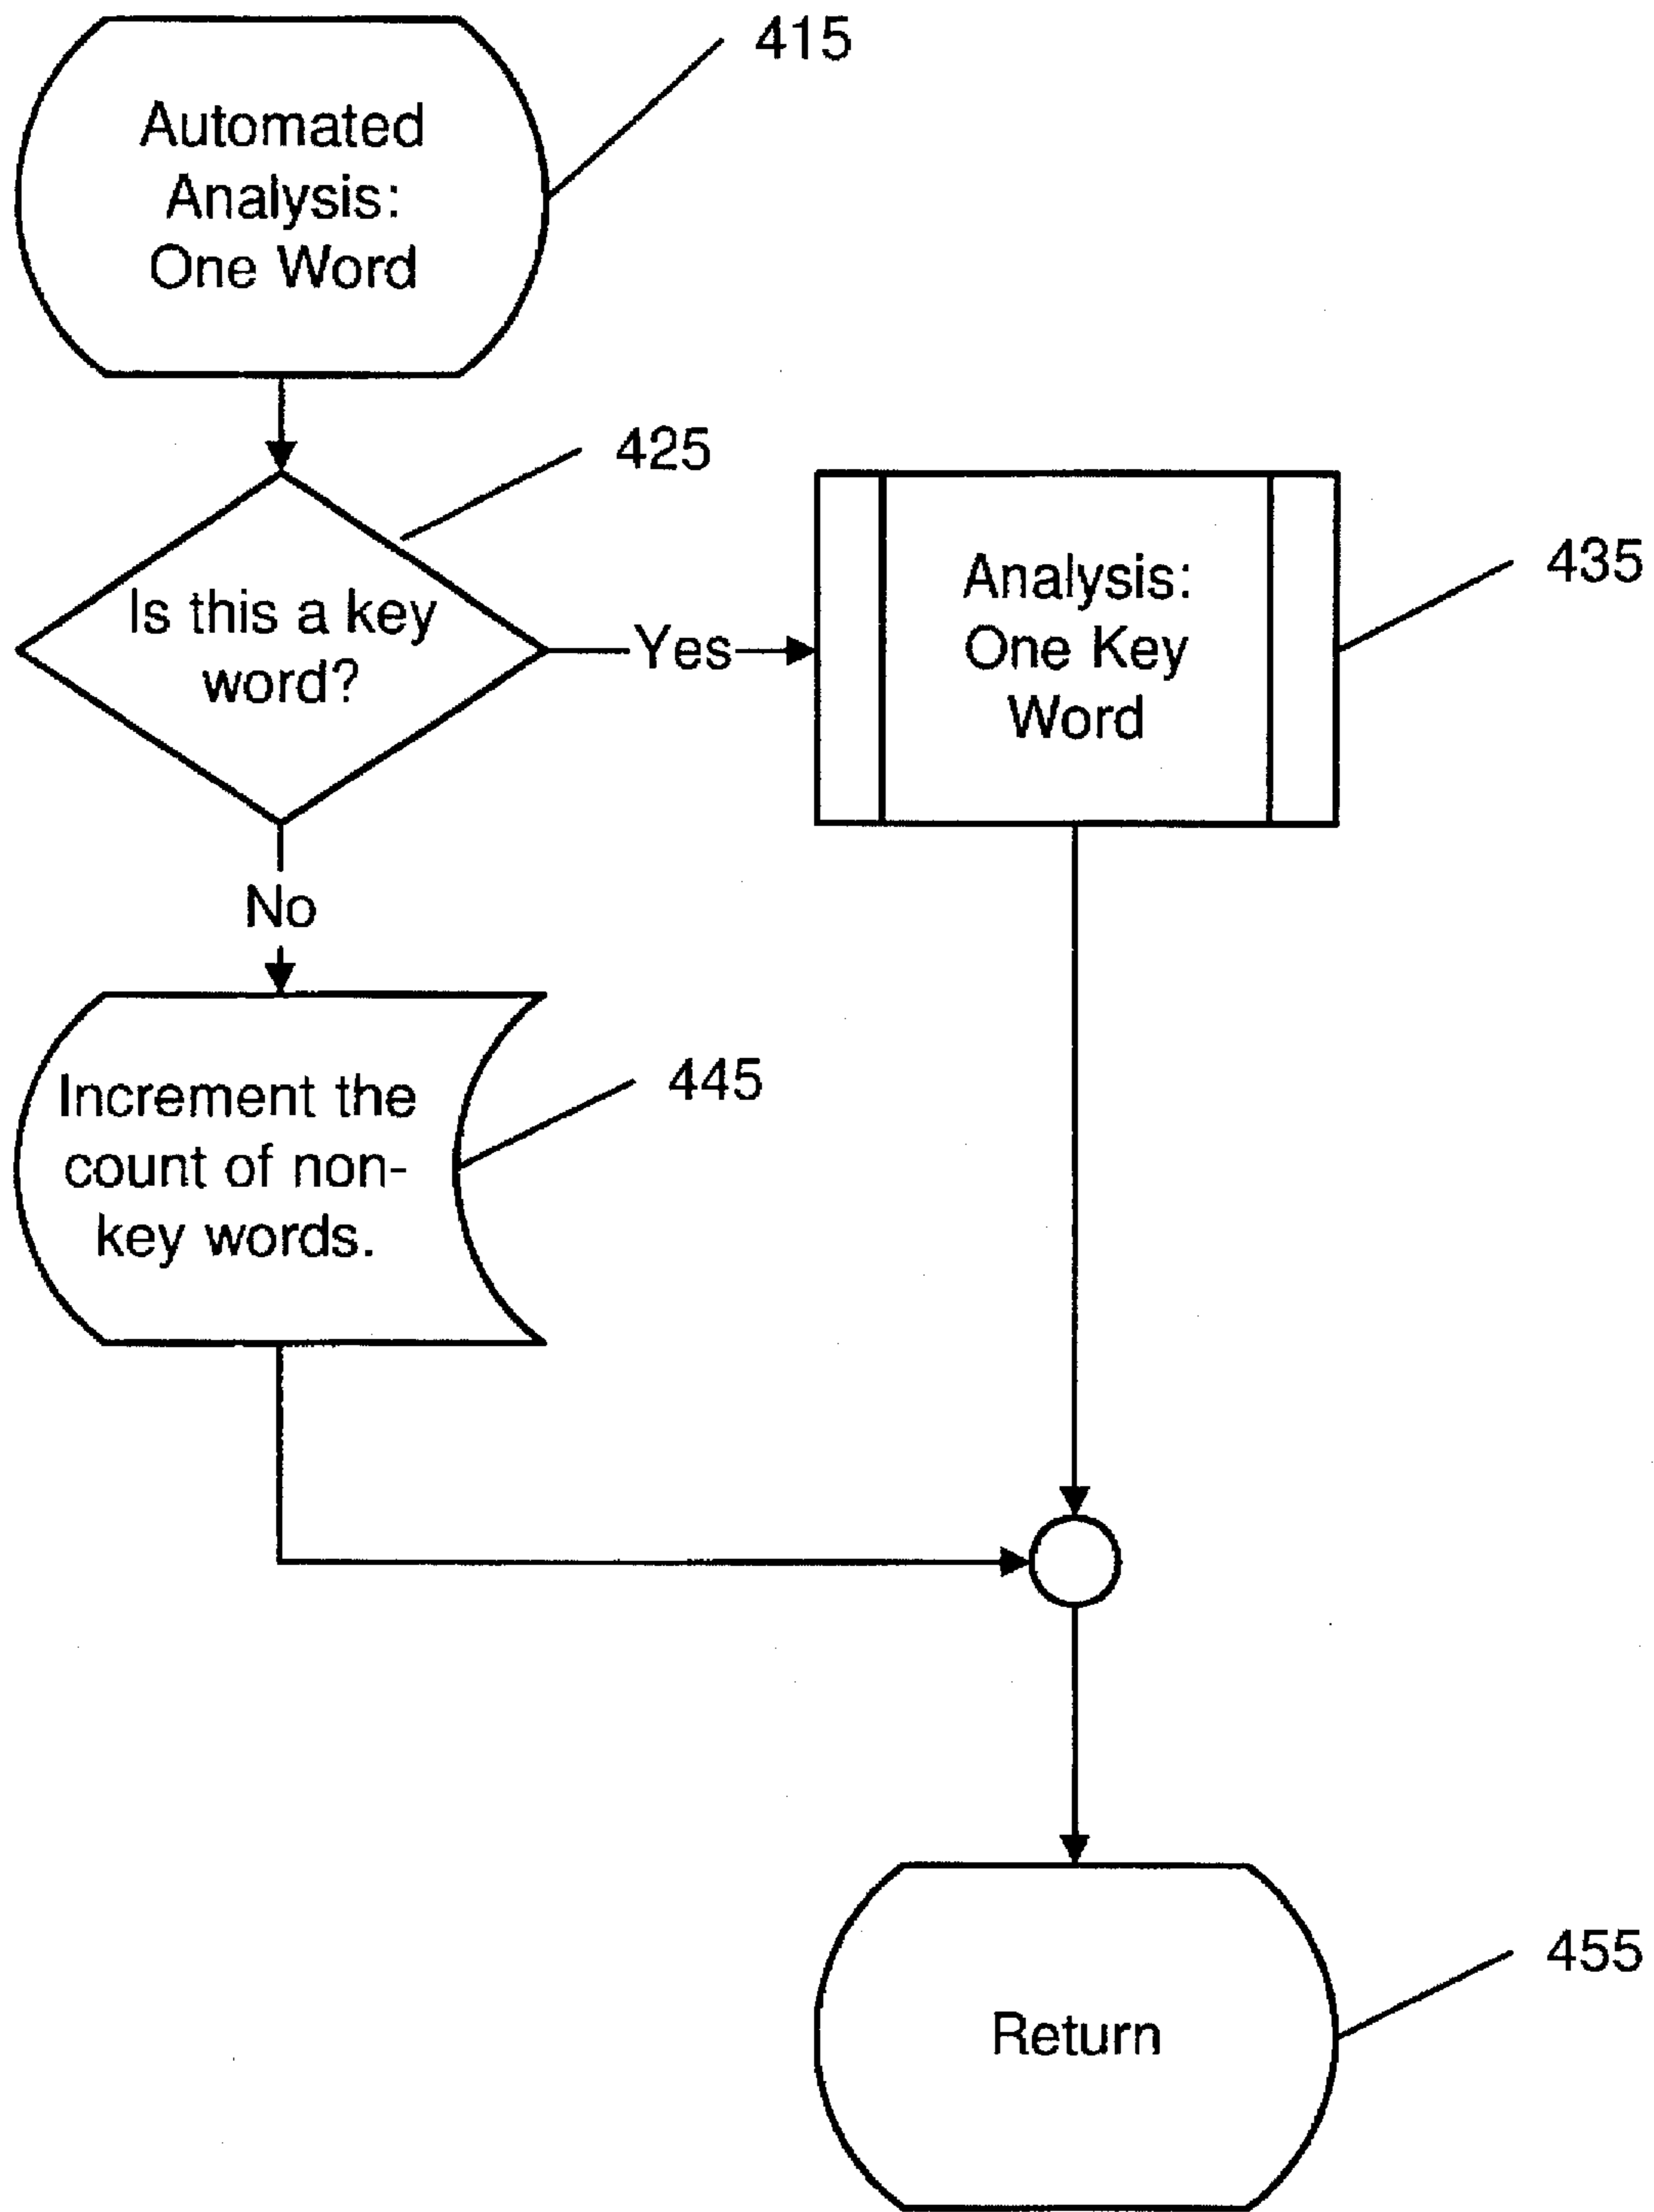 415
Automated
Analysis:
One Word
425
Is this a key
word?
Yes
Analysis:
One Key
Word
435
No
Increment the
count of non-
key words.
445
Return
455